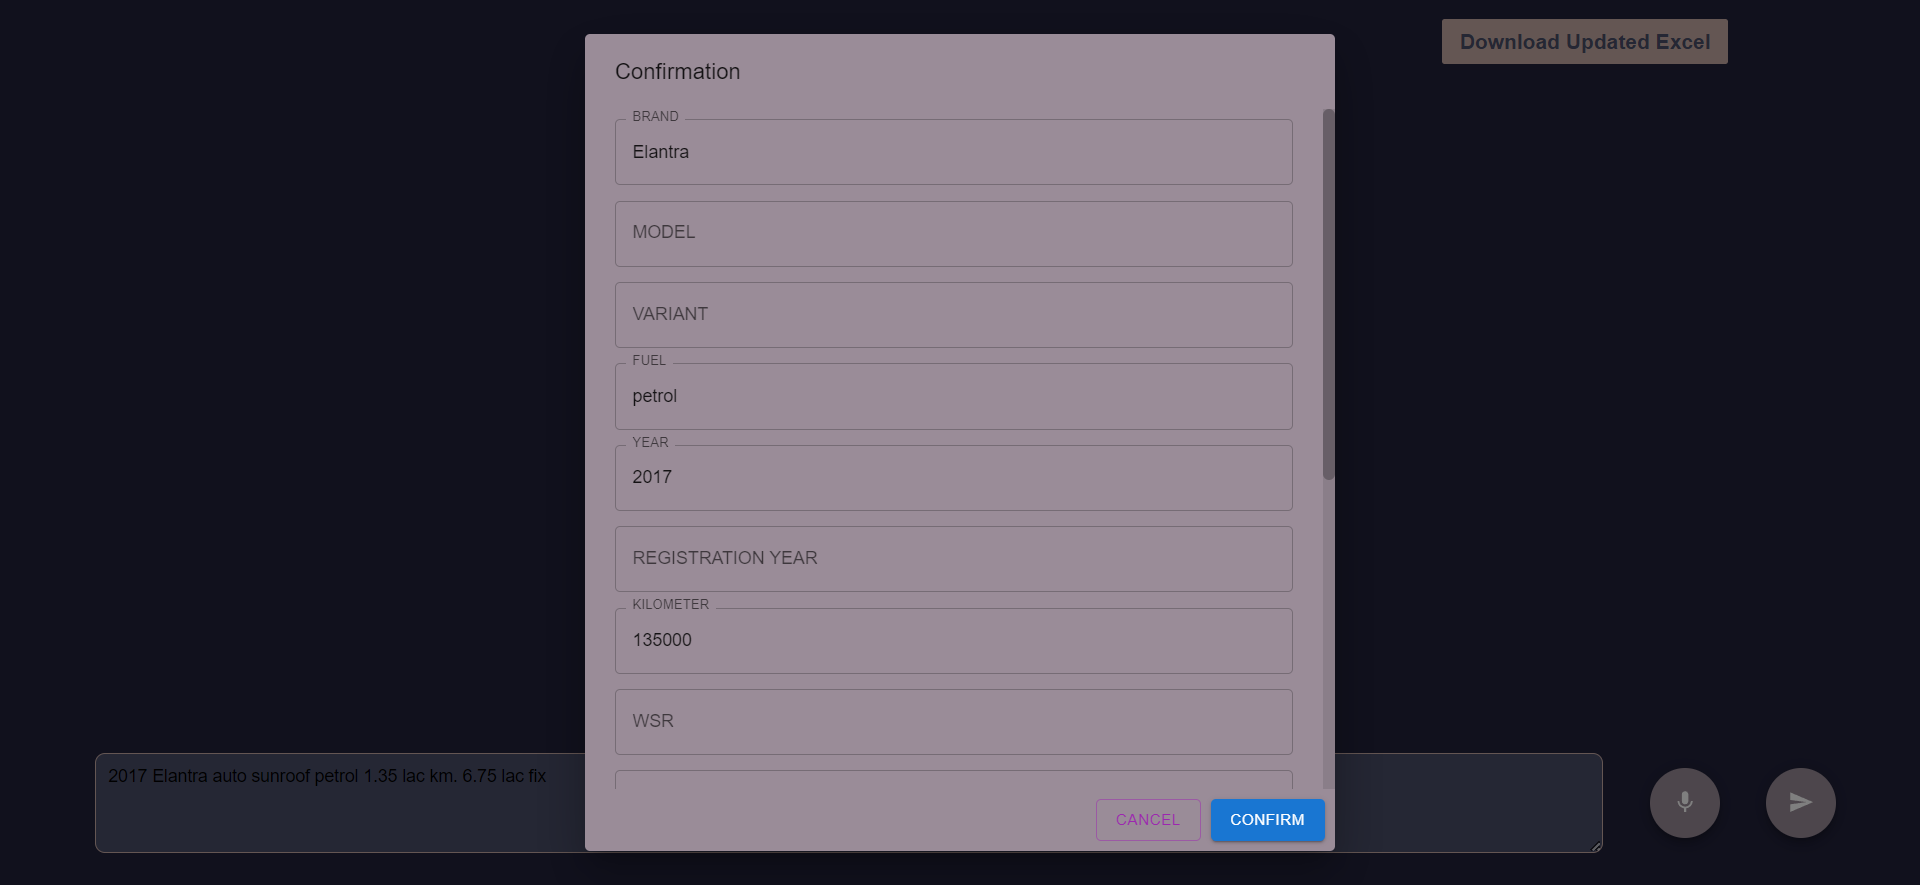 Download Updated Excel
Confirmation
BRAND
Elantra
MODEL
VARIANT
FUEL
petrol
YEAR
2017
REGISTRATION YEAR
KILOMETER
135000
WSR
2017 Elantra auto sunroof petrol 1.35 lac km. 6.75 lac fix
CANCEL
CONFIRM